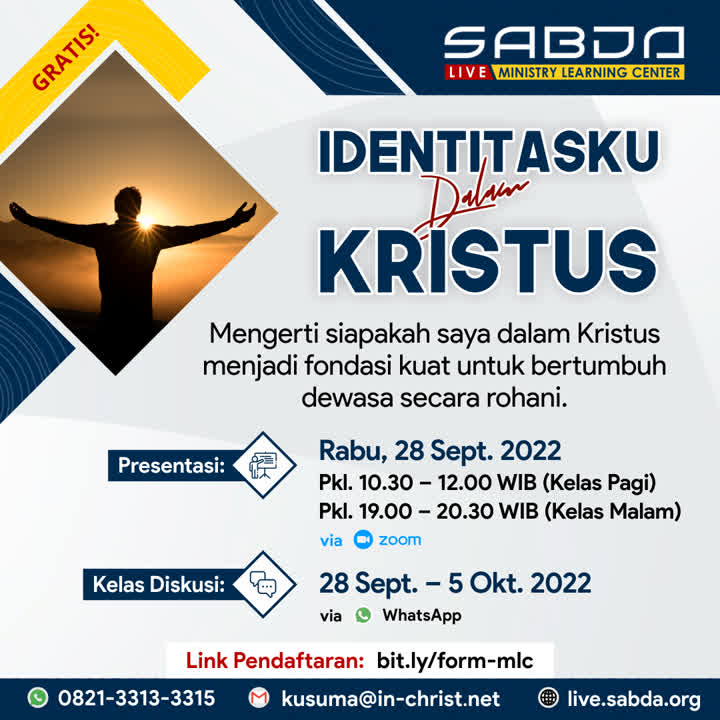 GRATIS!
SABDA
LIVE MINISTRY LEARNING CENTER
IDENTITASKU
Dalam
KRISTUS
Mengerti siapakah saya dalam Kristus
menjadi fondasi kuat untuk bertumbuh
dewasa secara rohani.
Presentasi:
Rabu, 28 Sept. 2022
Pkl. 10.30 – 12.00 WIB (Kelas Pagi)
Pkl. 19.00 – 20.30 WIB (Kelas Malam)
via zoom
Kelas Diskusi:
28 Sept. – 5 Okt. 2022
via WhatsApp
Link Pendaftaran: bit.ly/form-mlc
0821-3313-3315 kusuma@in-christ.net live.sabda.org